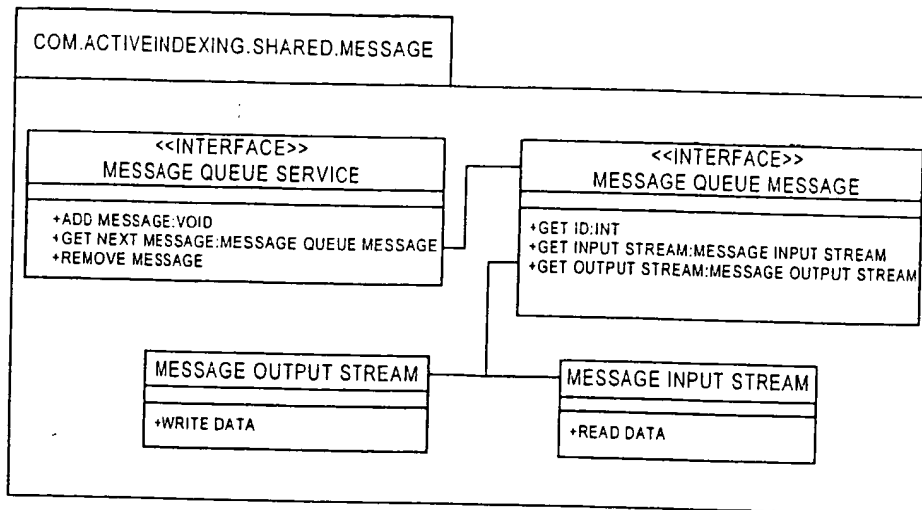 COM.ACTIVEINDEXING.SHARED.MESSAGE
<<INTERFACE>>
MESSAGE QUEUE SERVICE
+ADD MESSAGE:VOID
+GET NEXT MESSAGE:MESSAGE QUEUE MESSAGE
+REMOVE MESSAGE
<<INTERFACE>>
MESSAGE QUEUE MESSAGE
+GET ID:INT
+GET INPUT STREAM:MESSAGE INPUT STREAM
+GET OUTPUT STREAM:MESSAGE OUTPUT STREAM
MESSAGE OUTPUT STREAM
+WRITE DATA
MESSAGE INPUT STREAM
+READ DATA